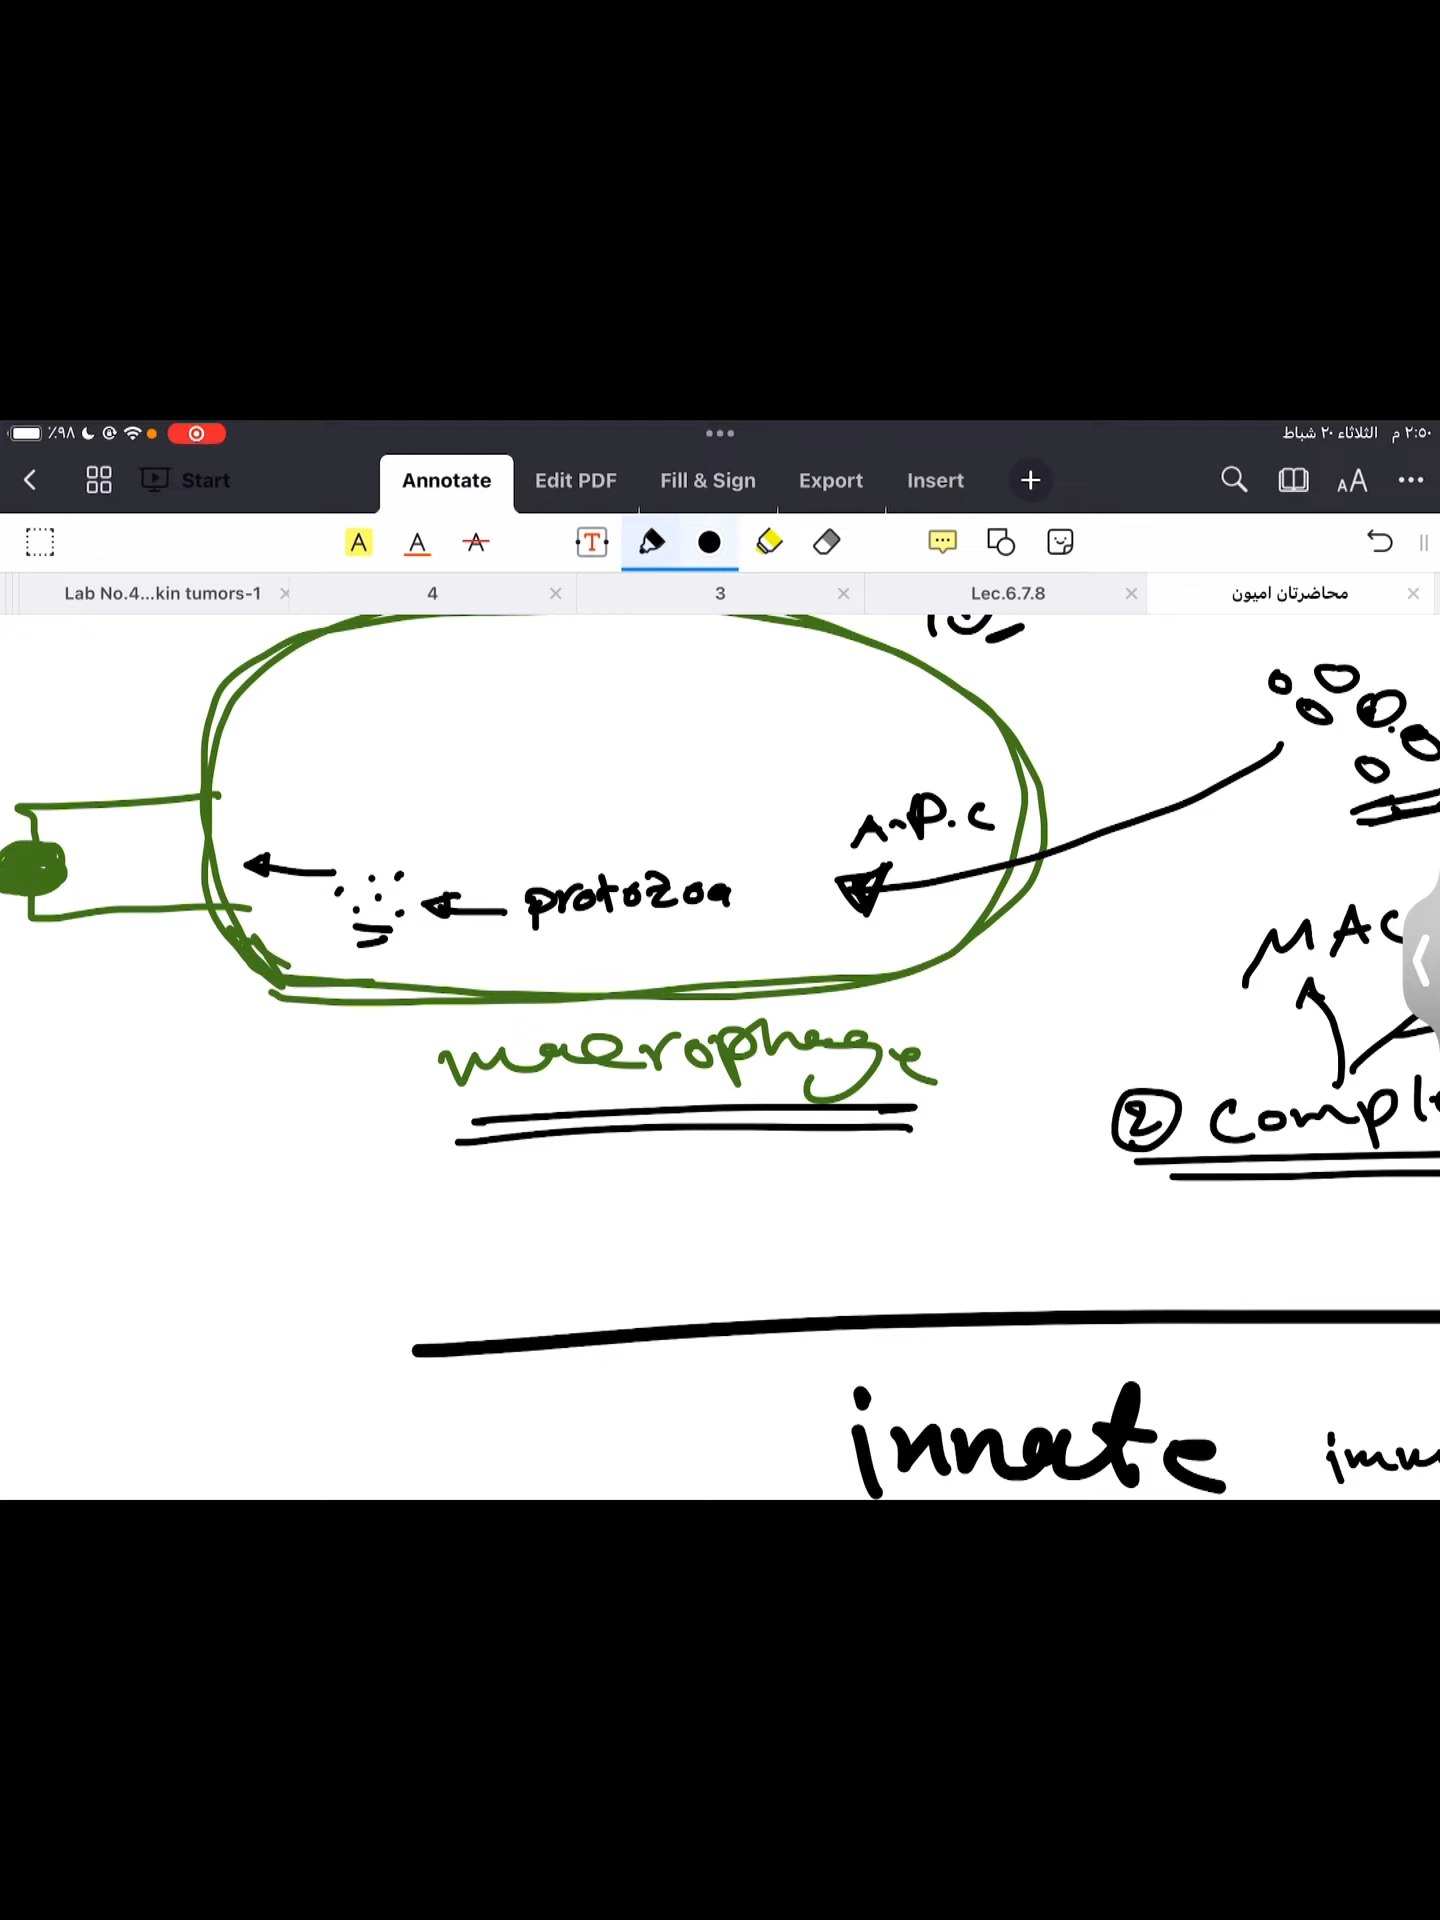 ٪٩٨
الثلاثاء ٢٠ شباط ٢:٥٠ م
Start Annotate Edit PDF Fill & Sign Export Insert
Lab No.4...kin tumors-1 4 3 Lec.6.7.8 محاضرتان اميون
A.P.C
protozoa
MAC
macrophage
② Comple
innate imm